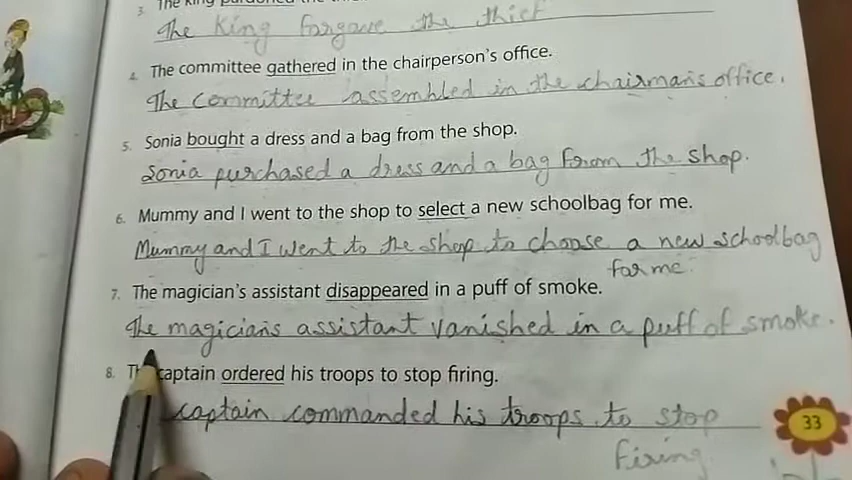 3. The king pardoned the
The King forgave the thief
4. The committee gathered in the chairperson's office.
The committee assembled in the chairman's office.
5. Sonia bought a dress and a bag from the shop.
Sonia purchased a dress and a bag from the shop.
6. Mummy and I went to the shop to select a new schoolbag for me.
Mummy and I went to the shop to choose a new schoolbag
for me.
7. The magician's assistant disappeared in a puff of smoke.
The magicians assistant vanished in a puff of smoke.
8. captain ordered his troops to stop firing.
captain commanded his troops to stop
firing
33